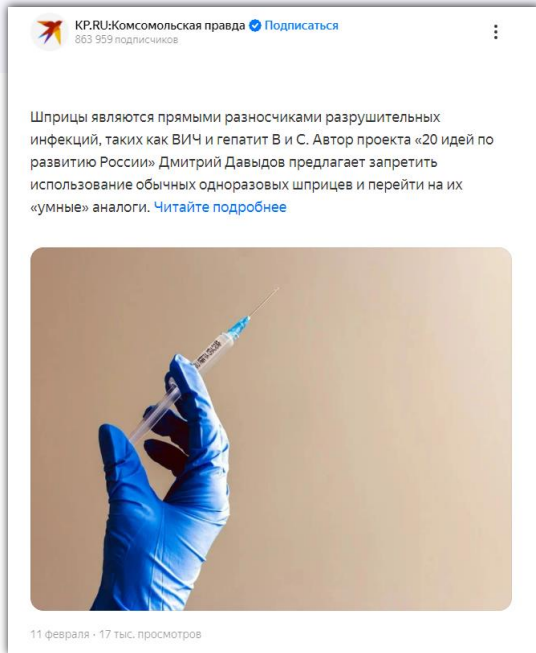 KP.RU:Комсомольская правда Подписаться
863 959 подписчиков
Шприцы являются прямыми разносчиками разрушительных
инфекций, таких как ВИЧ и гепатит В и С. Автор проекта «20 идей по
развитию России» Дмитрий Давыдов предлагает запретить
использование обычных одноразовых шприцев и перейти на их
«умные» аналоги. Читайте подробнее
11 февраля · 17 тыс. просмотров